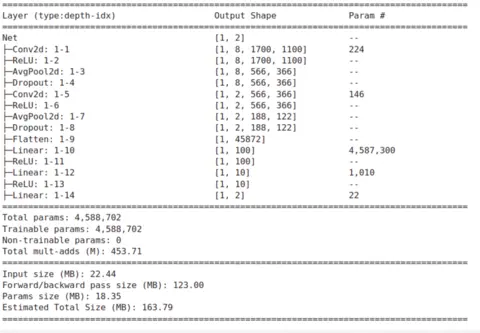 ==========================================================================================
Layer (type:depth-idx)                   Output Shape              Param #
==========================================================================================
Net                                      [1, 2]                    --
├─Conv2d: 1-1                            [1, 8, 1700, 1100]        224
├─ReLU: 1-2                              [1, 8, 1700, 1100]        --
├─AvgPool2d: 1-3                         [1, 8, 566, 366]          --
├─Dropout: 1-4                           [1, 8, 566, 366]          --
├─Conv2d: 1-5                            [1, 2, 566, 366]          146
├─ReLU: 1-6                              [1, 2, 566, 366]          --
├─AvgPool2d: 1-7                         [1, 2, 188, 122]          --
├─Dropout: 1-8                           [1, 2, 188, 122]          --
├─Flatten: 1-9                           [1, 45872]                --
├─Linear: 1-10                           [1, 100]                  4,587,300
├─ReLU: 1-11                             [1, 100]                  --
├─Linear: 1-12                           [1, 10]                   1,010
├─ReLU: 1-13                             [1, 10]                   --
├─Linear: 1-14                           [1, 2]                    22
==========================================================================================
Total params: 4,588,702
Trainable params: 4,588,702
Non-trainable params: 0
Total mult-adds (M): 453.71
==========================================================================================
Input size (MB): 22.44
Forward/backward pass size (MB): 123.00
Params size (MB): 18.35
Estimated Total Size (MB): 163.79
==========================================================================================